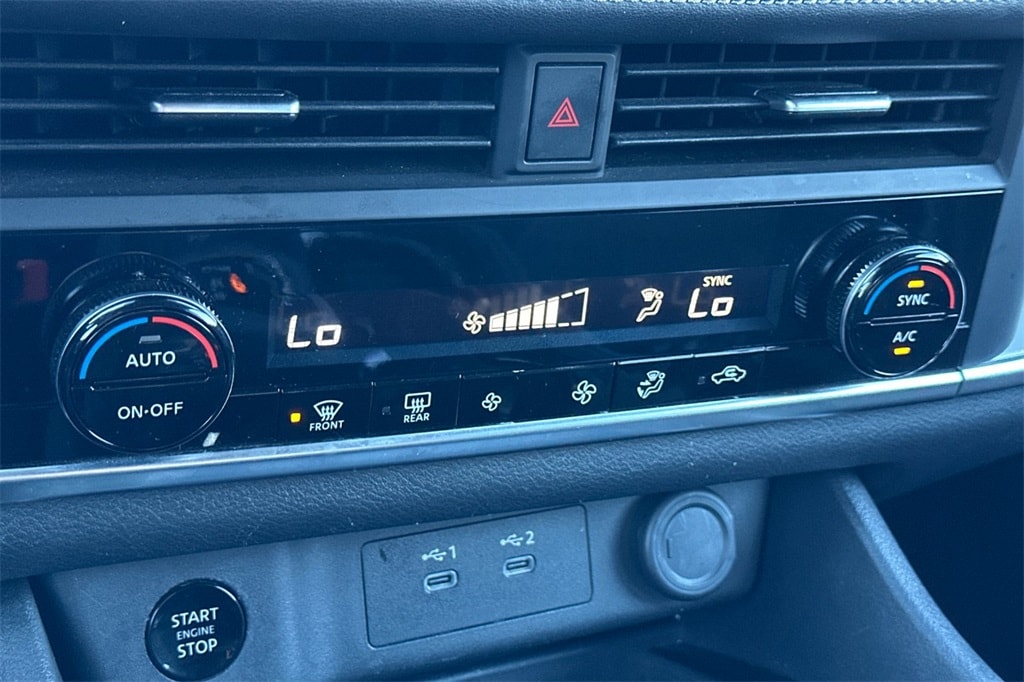 SYNC
Lo
Lo
SYNC
A/C
AUTO
ON·OFF
FRONT
REAR
1
2
START
ENGINE
STOP